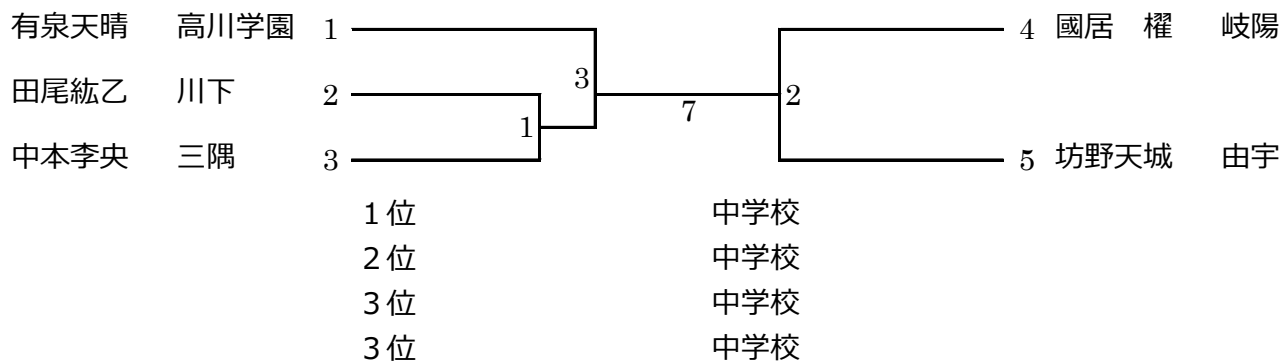 有泉天晴 高川学園 1 4 國居 櫂 岐陽
3
田尾紘乙 川下 2 7 2
1
中本李央 三隅 3 5 坊野天城 由宇
1位 中学校
2位 中学校
3位 中学校
3位 中学校